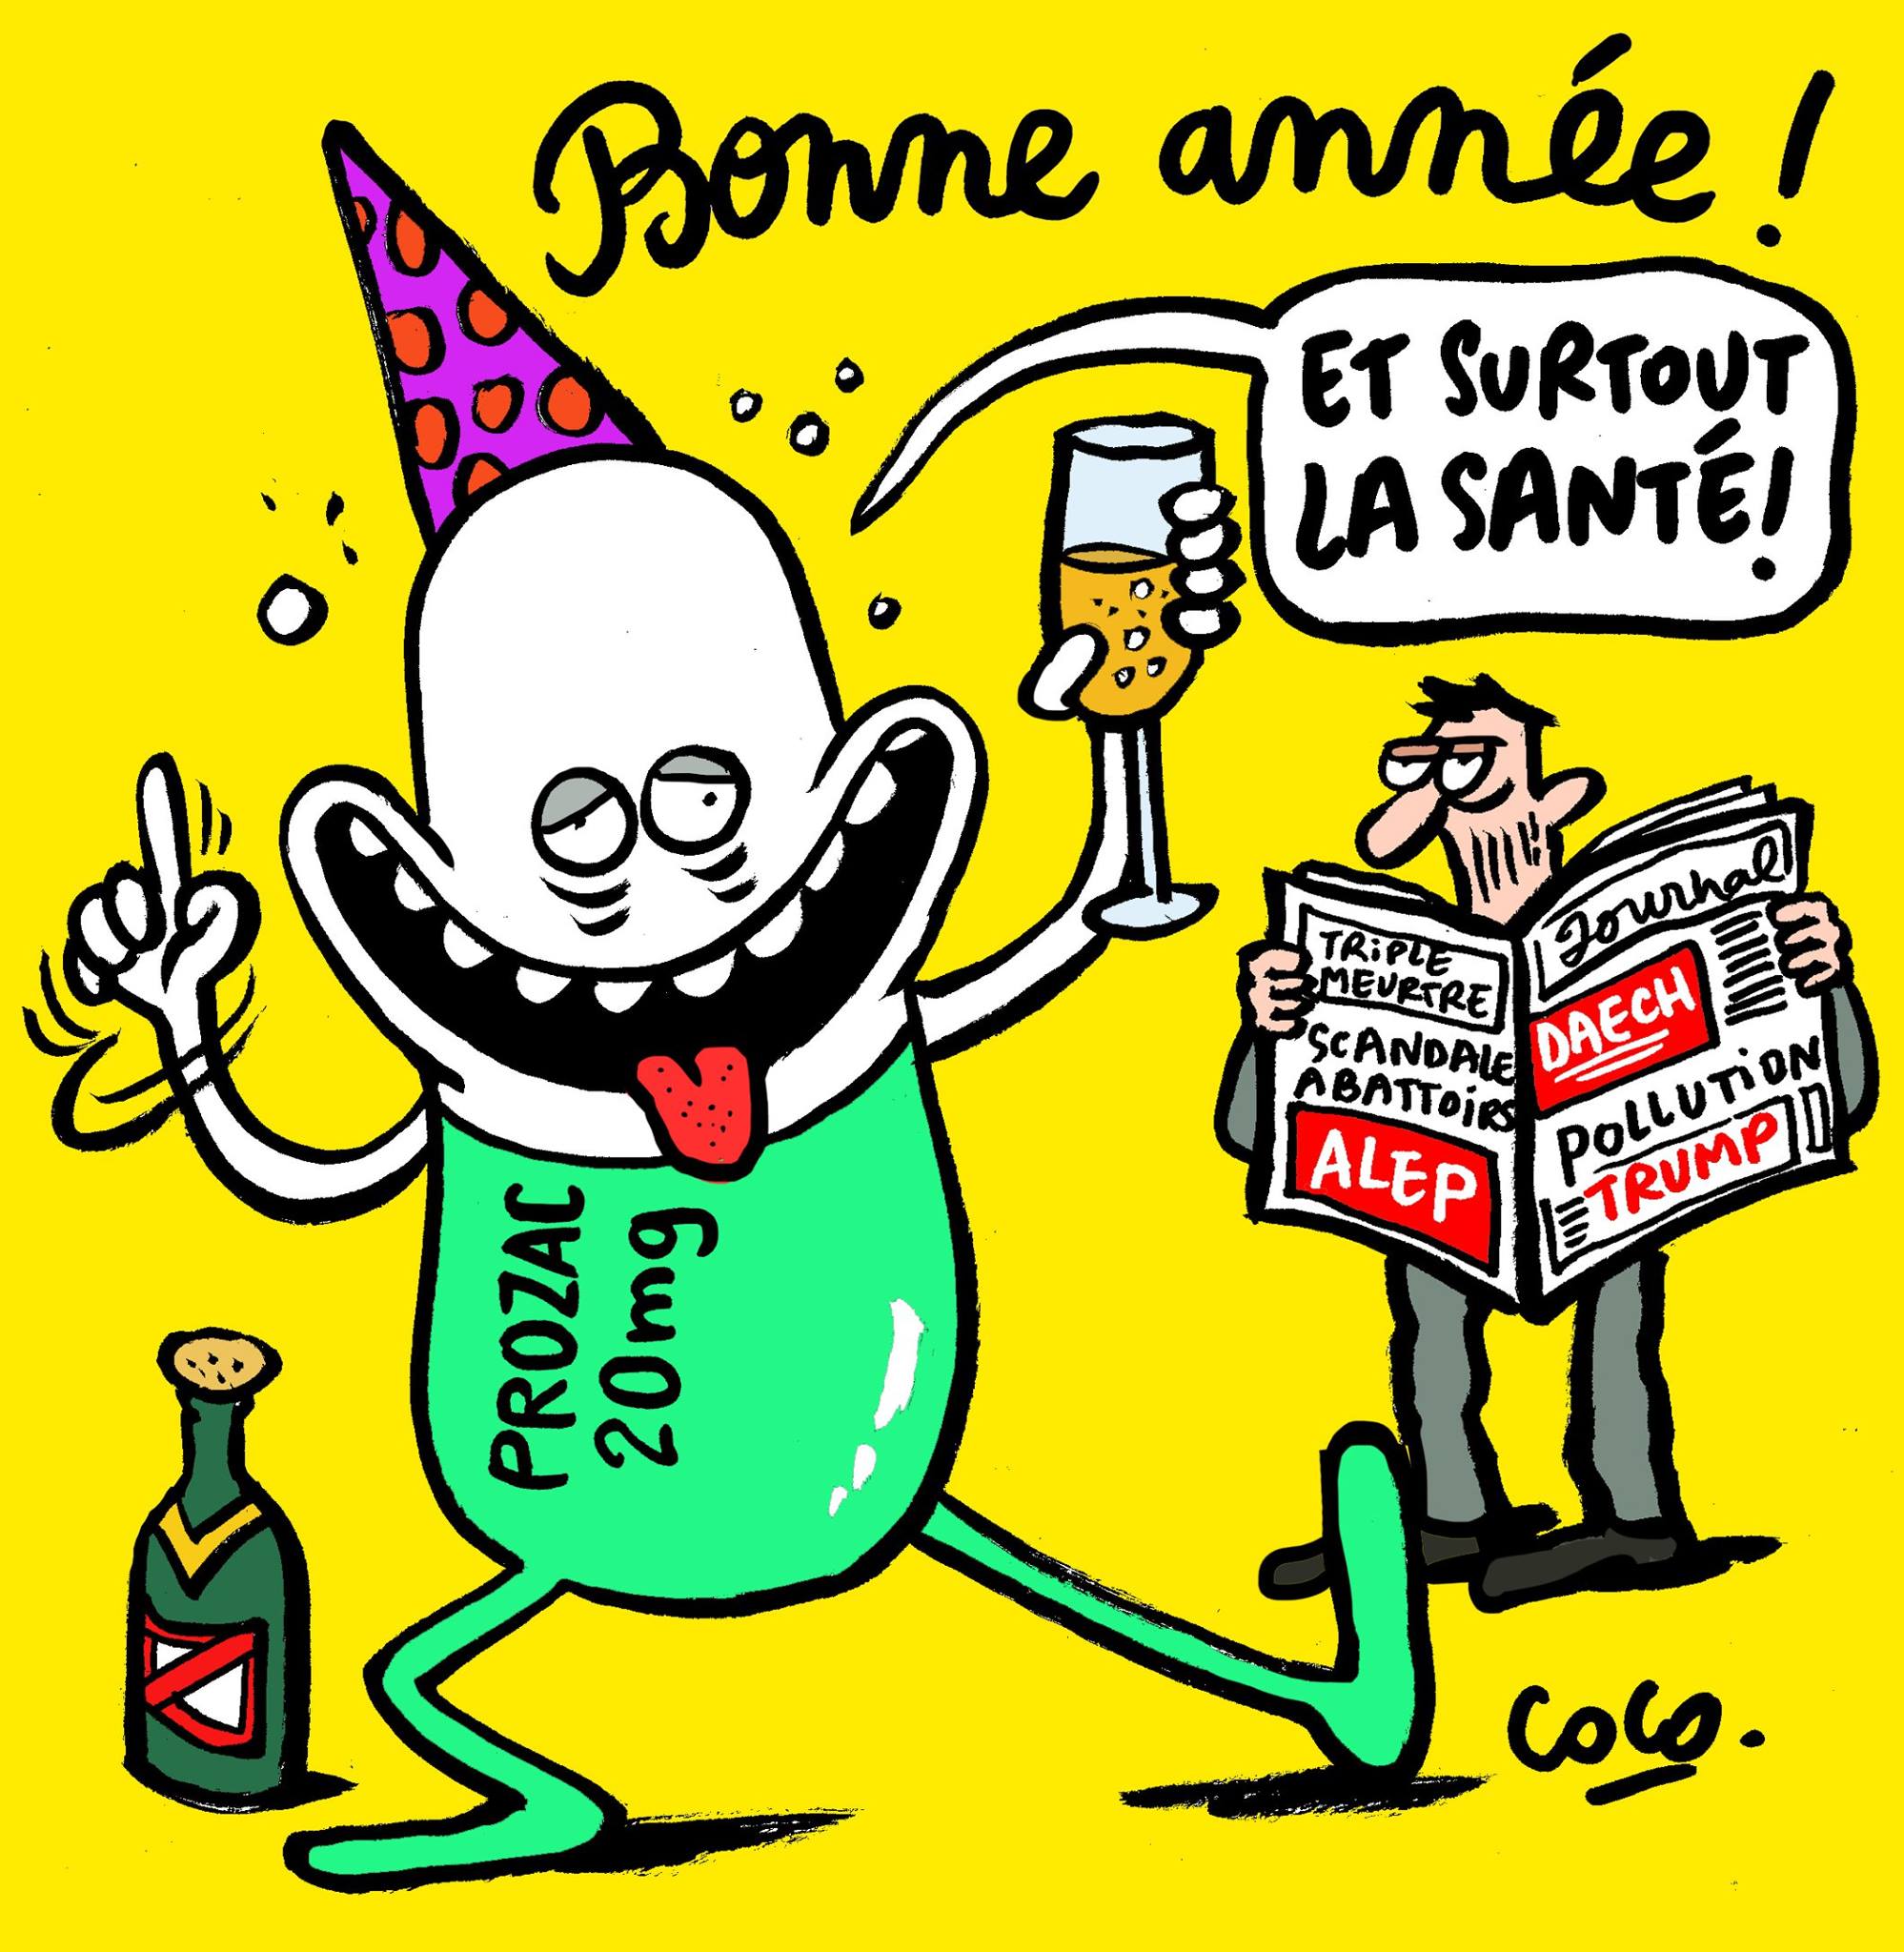 Bonne année !
ET SURTOUT
LA SANTÉ !
TRiPLE
MEURTRE
SCANDALE
ABATTOiRS
ALEP
Journal
DAECH
POLLUTiON
TRUMP
PROZAC
20mg
COCO.